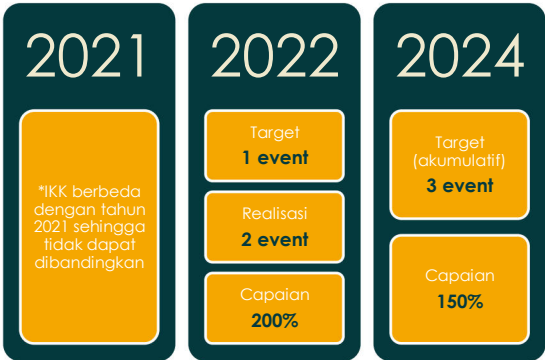 2021
*IKK berbeda
dengan tahun
2021 sehingga
tidak dapat
dibandingkan
2022
Target
1 event
Realisasi
2 event
Capaian
200%
2024
Target
(akumulatif)
3 event
Capaian
150%